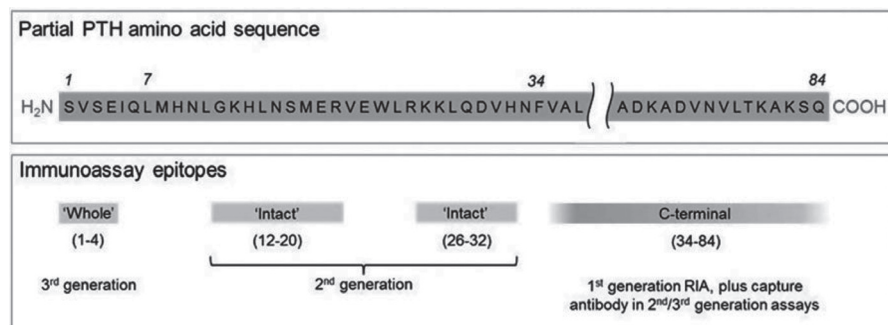 Partial PTH amino acid sequence
1 7 34 84
H₂N SVSEIQLMHNLGKHLNSMERVEWLRKKLQDVHNFVAL ADKADVNVLTKAKSQ COOH
Immunoassay epitopes
'Whole' 'Intact' 'Intact' C-terminal
(1-4) (12-20) (26-32) (34-84)
3rd generation 2nd generation 1st generation RIA, plus capture
antibody in 2nd/3rd generation assays